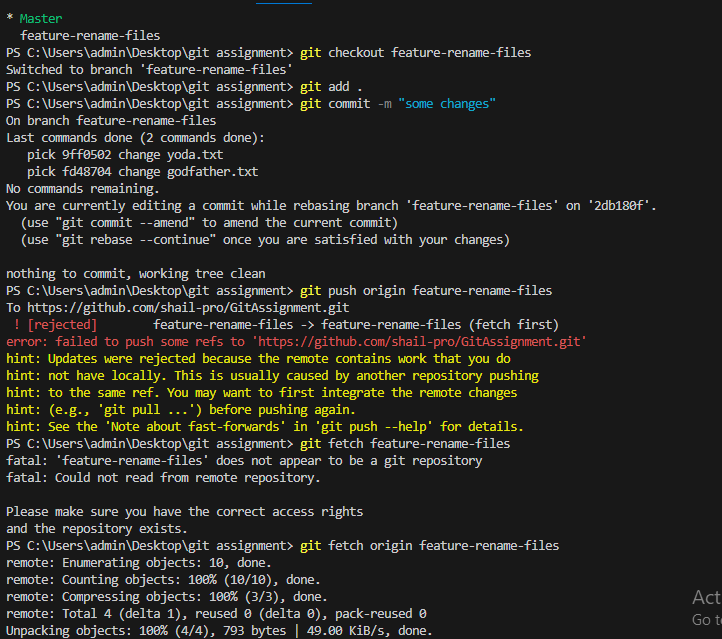 * Master
  feature-rename-files
PS C:\Users\admin\Desktop\git assignment> git checkout feature-rename-files
Switched to branch 'feature-rename-files'
PS C:\Users\admin\Desktop\git assignment> git add .
PS C:\Users\admin\Desktop\git assignment> git commit -m "some changes"
On branch feature-rename-files
Last commands done (2 commands done):
   pick 9ff0502 change yoda.txt
   pick fd48704 change godfather.txt
No commands remaining.
You are currently editing a commit while rebasing branch 'feature-rename-files' on '2db180f'.
  (use "git commit --amend" to amend the current commit)
  (use "git rebase --continue" once you are satisfied with your changes)

nothing to commit, working tree clean
PS C:\Users\admin\Desktop\git assignment> git push origin feature-rename-files
To https://github.com/shail-pro/GitAssignment.git
 ! [rejected]        feature-rename-files -> feature-rename-files (fetch first)
error: failed to push some refs to 'https://github.com/shail-pro/GitAssignment.git'
hint: Updates were rejected because the remote contains work that you do
hint: not have locally. This is usually caused by another repository pushing
hint: to the same ref. You may want to first integrate the remote changes
hint: (e.g., 'git pull ...') before pushing again.
hint: See the 'Note about fast-forwards' in 'git push --help' for details.
PS C:\Users\admin\Desktop\git assignment> git fetch feature-rename-files
fatal: 'feature-rename-files' does not appear to be a git repository
fatal: Could not read from remote repository.

Please make sure you have the correct access rights
and the repository exists.
PS C:\Users\admin\Desktop\git assignment> git fetch origin feature-rename-files
remote: Enumerating objects: 10, done.
remote: Counting objects: 100% (10/10), done.
remote: Compressing objects: 100% (3/3), done.
remote: Total 4 (delta 1), reused 0 (delta 0), pack-reused 0
Unpacking objects: 100% (4/4), 793 bytes | 49.00 KiB/s, done.
Act
Go t